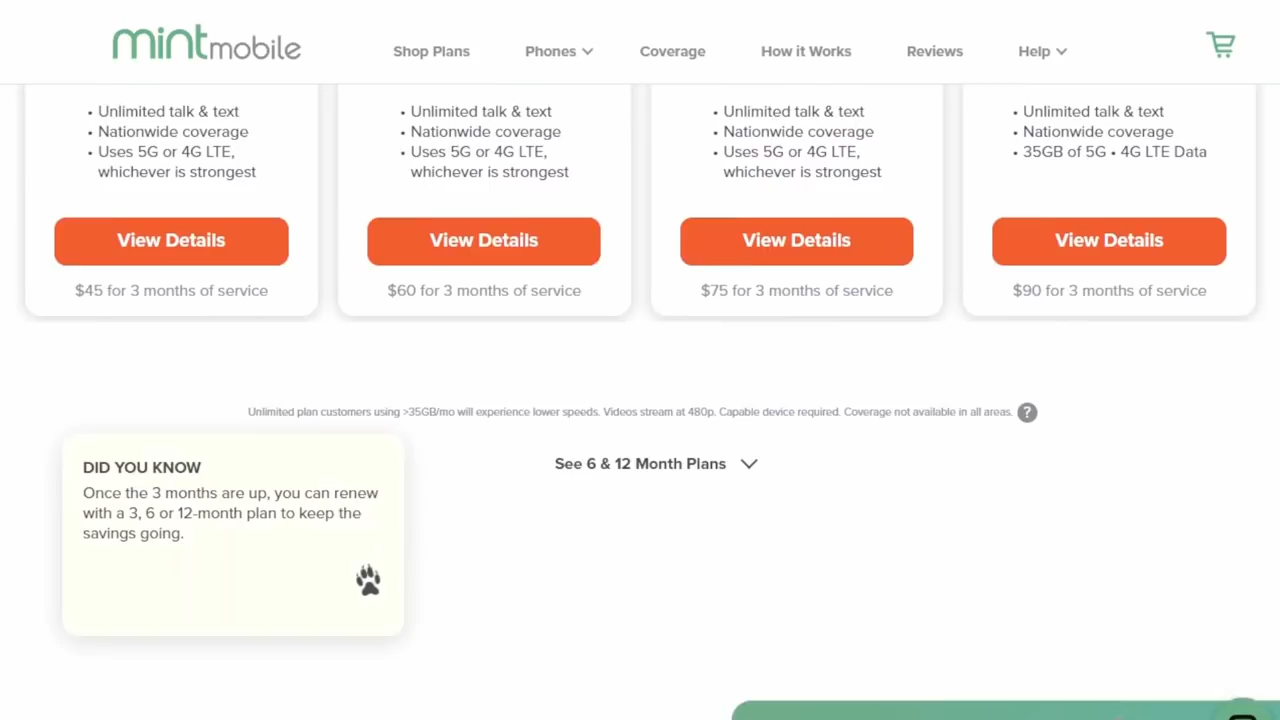 mintmobile
Shop Plans
Phones
Coverage
How it Works
Reviews
Help
• Unlimited talk & text
• Nationwide coverage
• Uses 5G or 4G LTE,
whichever is strongest
View Details
$45 for 3 months of service
• Unlimited talk & text
• Nationwide coverage
• Uses 5G or 4G LTE,
whichever is strongest
View Details
$60 for 3 months of service
• Unlimited talk & text
• Nationwide coverage
• Uses 5G or 4G LTE,
whichever is strongest
View Details
$75 for 3 months of service
• Unlimited talk & text
• Nationwide coverage
• 35GB of 5G • 4G LTE Data
View Details
$90 for 3 months of service
Unlimited plan customers using >35GB/mo will experience lower speeds. Videos stream at 480p. Capable device required. Coverage not available in all areas. ?
See 6 & 12 Month Plans
DID YOU KNOW
Once the 3 months are up, you can renew
with a 3, 6 or 12-month plan to keep the
savings going.